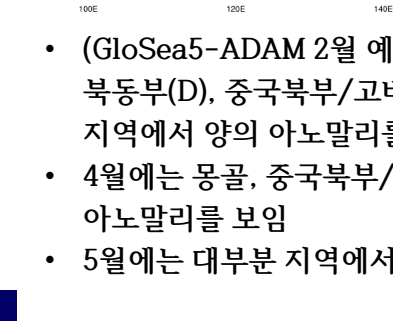 100E 120E 140E
• (GloSea5-ADAM 2월 예
북동부(D), 중국북부/고비
지역에서 양의 아노말리를
• 4월에는 몽골, 중국북부/
아노말리를 보임
• 5월에는 대부분 지역에서